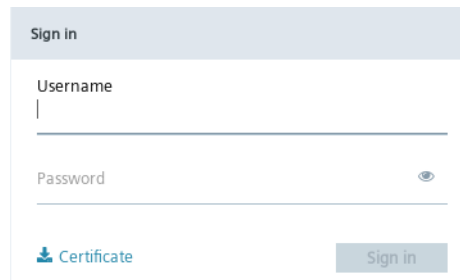 Sign in
Username
Password
Certificate
Sign in